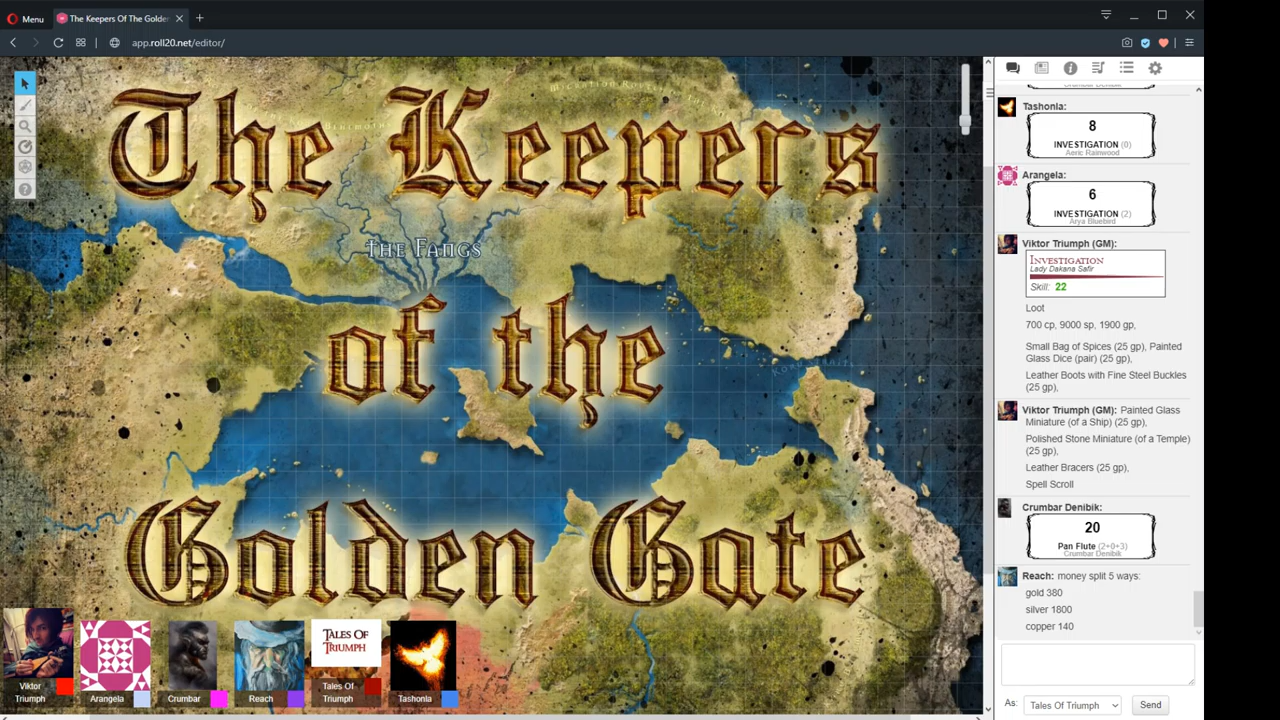 Menu
The Keepers Of The Golder
app.roll20.net/editor/
The Keepers
of the
Golden Gate
Behemoth
The Fangs
Viktor
Triumph
Arangela
Crumbar
Reach
TALES OF
TRIUMPH
Tales Of
Triumph
Tashonia
Crumbar Denibik
Tashonia:
8
INVESTIGATION (0)
Aeric Rainwood
Arangela:
6
INVESTIGATION (2)
Arya Bluebird
Viktor Triumph (GM):
INVESTIGATION
Lady Dakana Safir
Skill: 22
Loot
700 cp, 9000 sp, 1900 gp,
Small Bag of Spices (25 gp), Painted
Glass Dice (pair) (25 gp),
Leather Boots with Fine Steel Buckles
(25 gp),
Viktor Triumph (GM): Painted Glass
Miniature (of a Ship) (25 gp),
Polished Stone Miniature (of a Temple)
(25 gp),
Leather Bracers (25 gp),
Spell Scroll
Crumbar Denibik:
20
Pan Flute (2+0+3)
Crumbar Denibik
Reach: money split 5 ways:
gold 380
silver 1800
copper 140
As:
Tales Of Triumph
Send